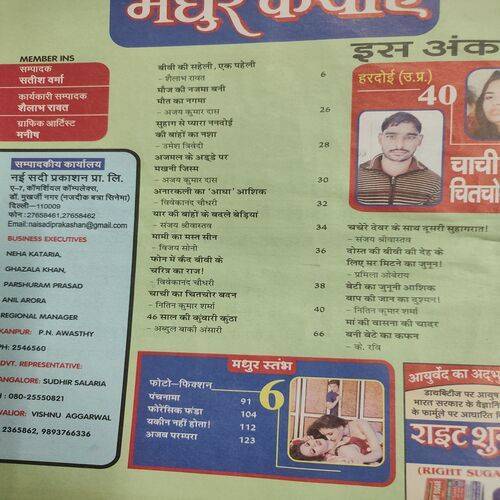 मधुर कथाएं
इस अंक
MEMBER INS
सम्पादक
सतीश वर्मा
कार्यकारी सम्पादक
शैलाभ रावत
ग्राफिक आर्टिस्ट
मनीष
सम्पादकीय कार्यालय
नई सदी प्रकाशन प्रा. लि.
ए-7, कॉमर्शियल कॉम्पलेक्स,
डॉ. मुखर्जी नगर (नजदीक बत्रा सिनेमा)
दिल्ली-110009
फोन :27658461,27658462
Email:naisadiprakashan@gmail.com
BUSINESS EXECUTIVES
NEHA KATARIA,
GHAZALA KHAN,
PARSHURAM PRASAD
ANIL ARORA
REGIONAL MANAGER
KANPUR: P.N. AWASTHY
PH: 2546560
ADVT. REPRESENTATIVE:
BANGALORE: SUDHIR SALARIA
: 080-25550821
GWALIOR: VISHNU AGGARWAL
2365862, 9893766336
बीवी की सहेली, एक पहेली
- शैलाभ रावत 6
मौज की नजमा बनी
मौत का नगमा
- अजय कुमार दास 26
सुहाग से प्यारा ननदोई
की बांहों का नशा
- उमेश त्रिवेदी 28
अजमल के अड्डे पर
मखनी जिस्म
- अजय कुमार दास 30
अनारकली का 'आधा' आशिक
- विवेकानंद चौधरी 32
यार की बांहों के बदले बेड़ियां
- संजय श्रीवास्तव 34
मामी का मस्त सीन
- विजय सोनी 36
फोन में कैद बीवी के
चरित्र का राज!
- विवेकानंद चौधरी 38
चाची का चितचोर बदन
- नितिन कुमार शर्मा 40
46 साल की कुंवारी कुंठा
- अब्दुल बाकी अंसारी 66
चचेरे देवर के साथ दूसरी सुहागरात!
- संजय श्रीवास्तव
दोस्त की बीवी की देह के
लिए मर मिटने का जुनून!
- प्रमिला ओबेराय
बेटी का जुनूनी आशिक
बाप की जान का दुश्मन!
- नितिन कुमार शर्मा
मां की वासना की चादर
बनी बेटे का कफन
- के. रवि
हरदोई (उ.प्र.)
40
चाची
चितचोर
मधुर स्तंभ
फोटो-फिक्शन 6
पंचनामा 91
फोरेंसिक फंडा 104
यकीन नहीं होता! 112
अजब परम्परा 123
आयुर्वेद का अद्भु
डायबिटीज पर आयुष
भारत सरकार के वैज्ञानि
के फार्मूले पर आधारित
राइट शु
(RIGHT SUGA